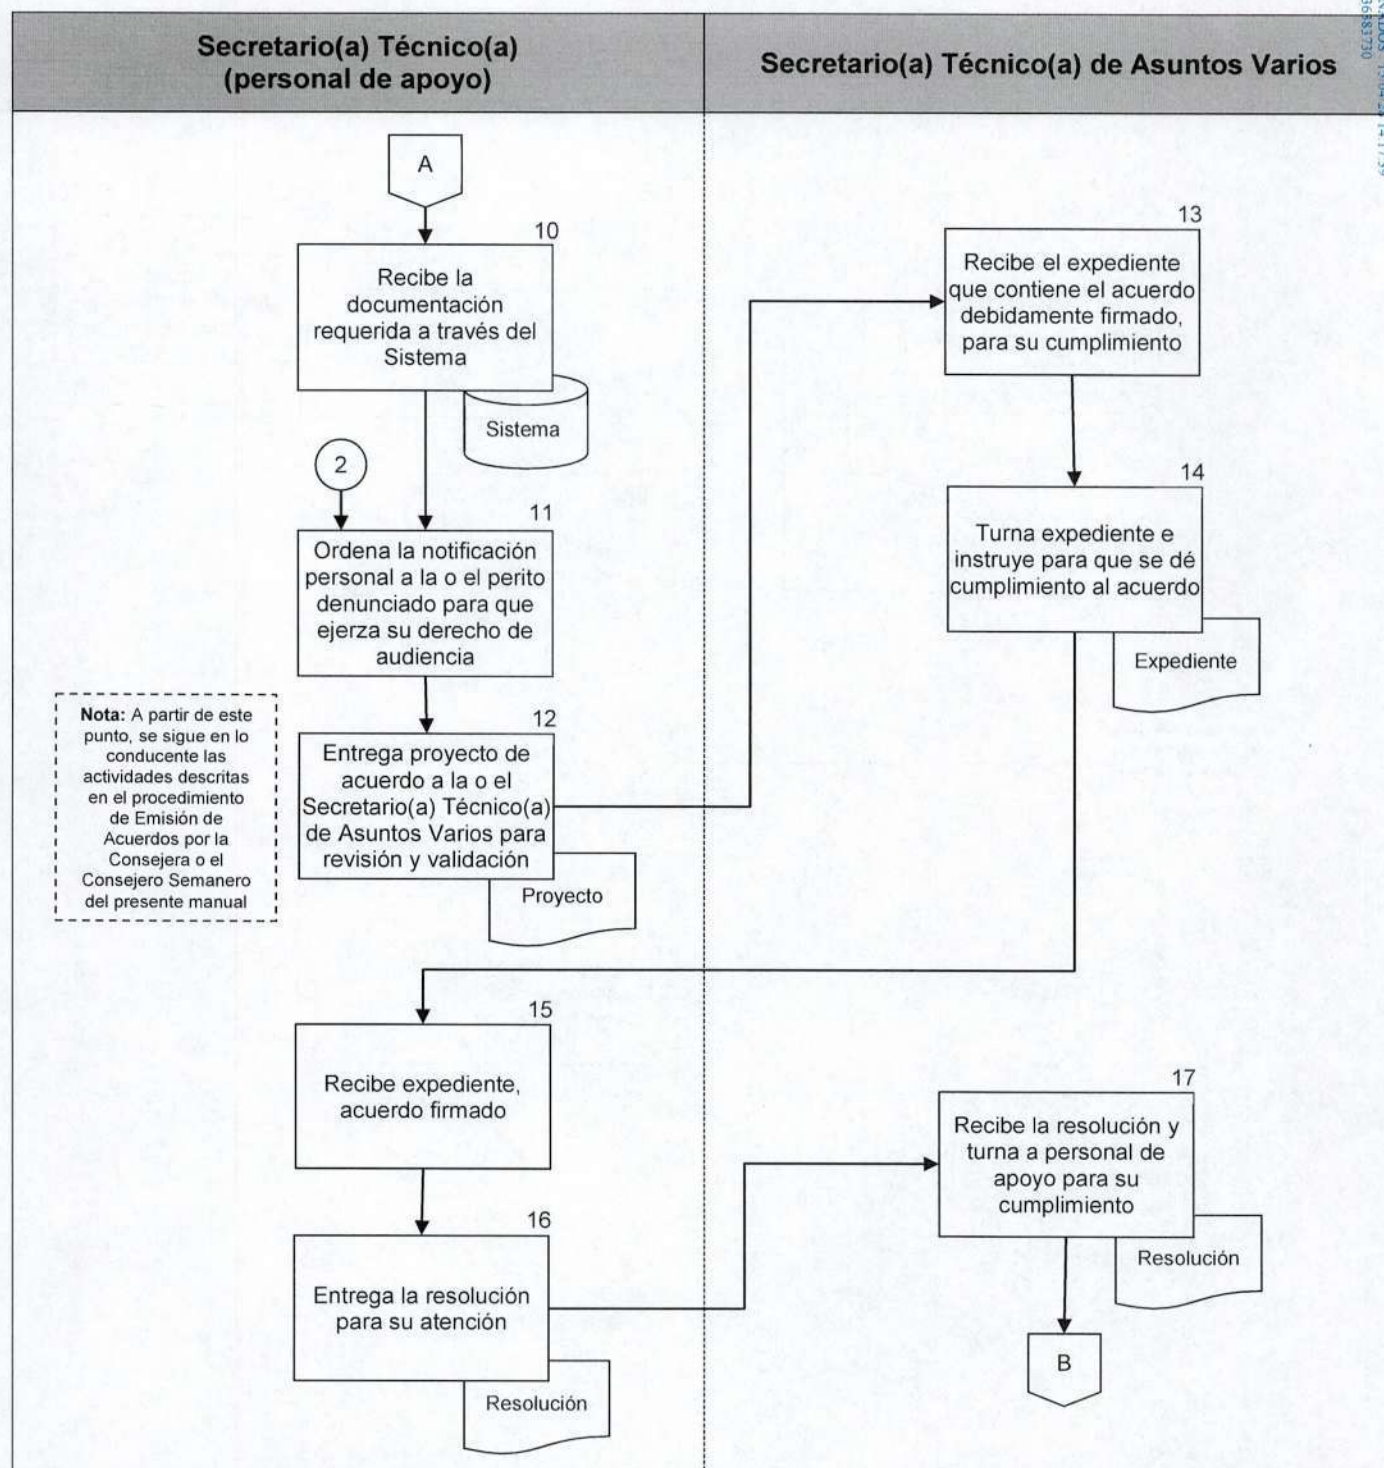 Secretario(a) Técnico(a)
(personal de apoyo)
Secretario(a) Técnico(a) de Asuntos Varios
A
10
Recibe la
documentación
requerida a través del
Sistema
Sistema
2
11
Ordena la notificación
personal a la o el perito
denunciado para que
ejerza su derecho de
audiencia
Nota: A partir de este
punto, se sigue en lo
conducente las
actividades descritas
en el procedimiento
de Emisión de
Acuerdos por la
Consejera o el
Consejero Semanero
del presente manual
12
Entrega proyecto de
acuerdo a la o el
Secretario(a) Técnico(a)
de Asuntos Varios para
revisión y validación
Proyecto
13
Recibe el expediente
que contiene el acuerdo
debidamente firmado,
para su cumplimiento
14
Turna expediente e
instruye para que se dé
cumplimiento al acuerdo
Expediente
15
Recibe expediente,
acuerdo firmado
16
Entrega la resolución
para su atención
Resolución
17
Recibe la resolución y
turna a personal de
apoyo para su
cumplimiento
Resolución
B